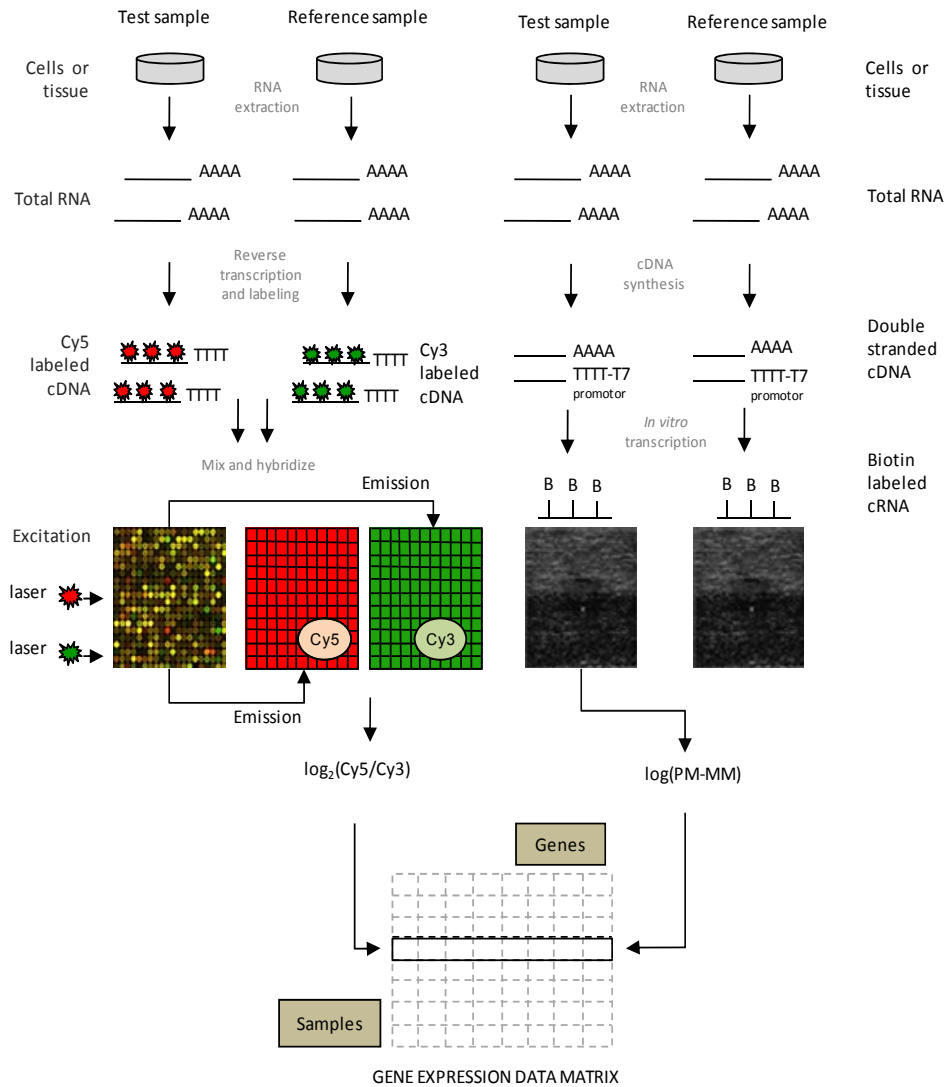 Test sample
Reference sample
Test sample
Reference sample
Cells or
tissue
RNA
extraction
RNA
extraction
Cells or
tissue
Total RNA
AAAA
AAAA
AAAA
AAAA
AAAA
AAAA
AAAA
AAAA
Total RNA
Reverse
transcription
and labeling
cDNA
synthesis
Cy5
labeled
cDNA
TTTT
TTTT
TTTT
TTTT
Cy3
labeled
cDNA
AAAA
TTTT-T7
promotor
AAAA
TTTT-T7
promotor
Double
stranded
cDNA
Mix and hybridize
In vitro
transcription
B B B
B B B
Biotin
labeled
cRNA
Emission
Excitation
laser
laser
Cy5
Cy3
Emission
log₂(Cy5/Cy3)
log(PM-MM)
Genes
Samples
GENE EXPRESSION DATA MATRIX